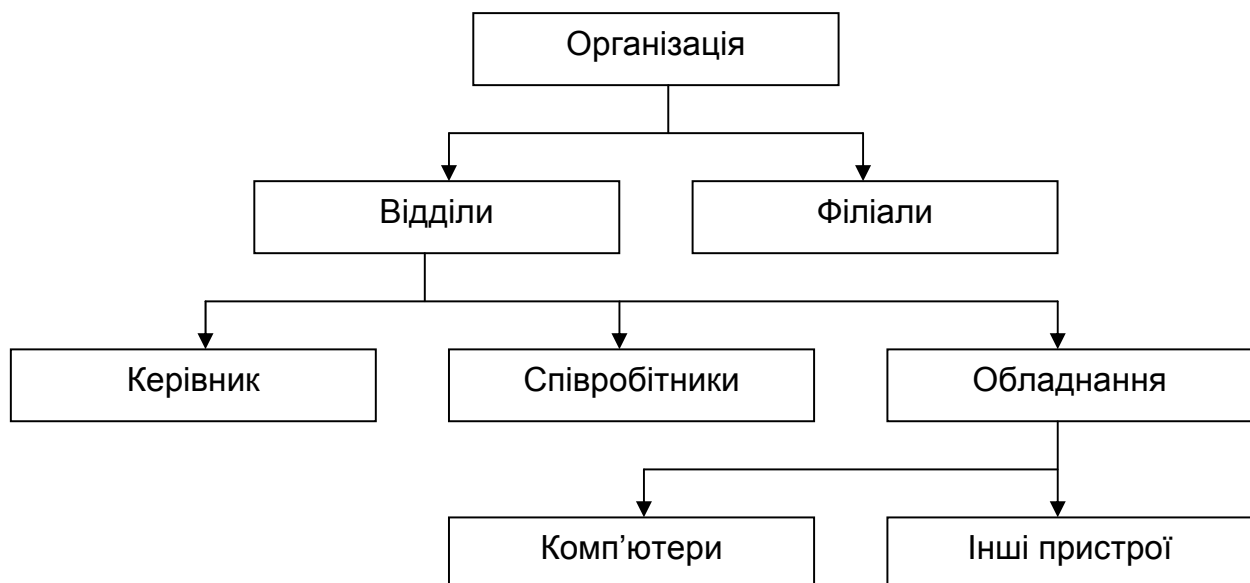 Організація
Відділи
Філіали
Керівник
Співробітники
Обладнання
Комп’ютери
Інші пристрої